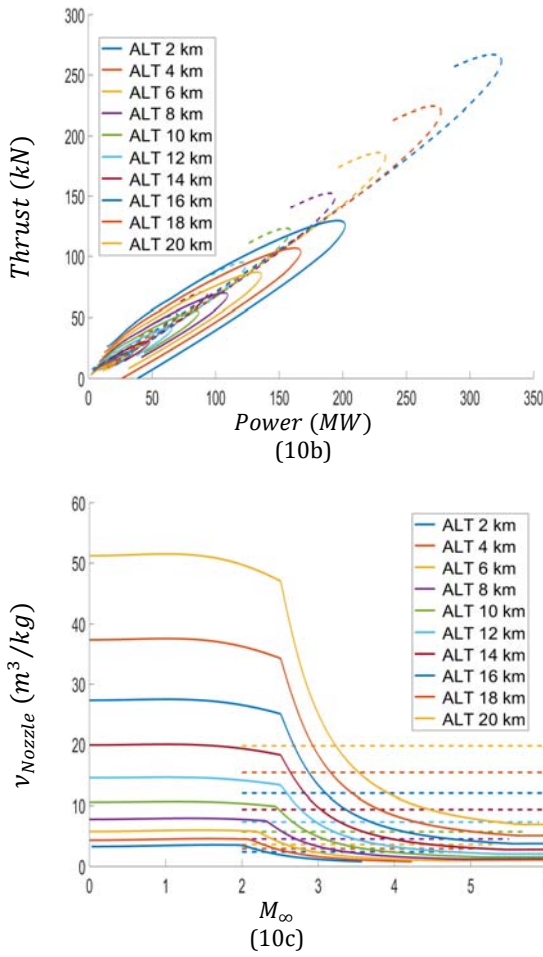 300
250
200
150
100
50
0
Thrust (kN)
ALT 2 km
ALT 4 km
ALT 6 km
ALT 8 km
ALT 10 km
ALT 12 km
ALT 14 km
ALT 16 km
ALT 18 km
ALT 20 km
0 50 100 150 200 250 300 350
Power (MW)
(10b)
60
50
40
30
20
10
0
νNozzle (m³/kg)
ALT 2 km
ALT 4 km
ALT 6 km
ALT 8 km
ALT 10 km
ALT 12 km
ALT 14 km
ALT 16 km
ALT 18 km
ALT 20 km
0 1 2 3 4 5
M∞
(10c)